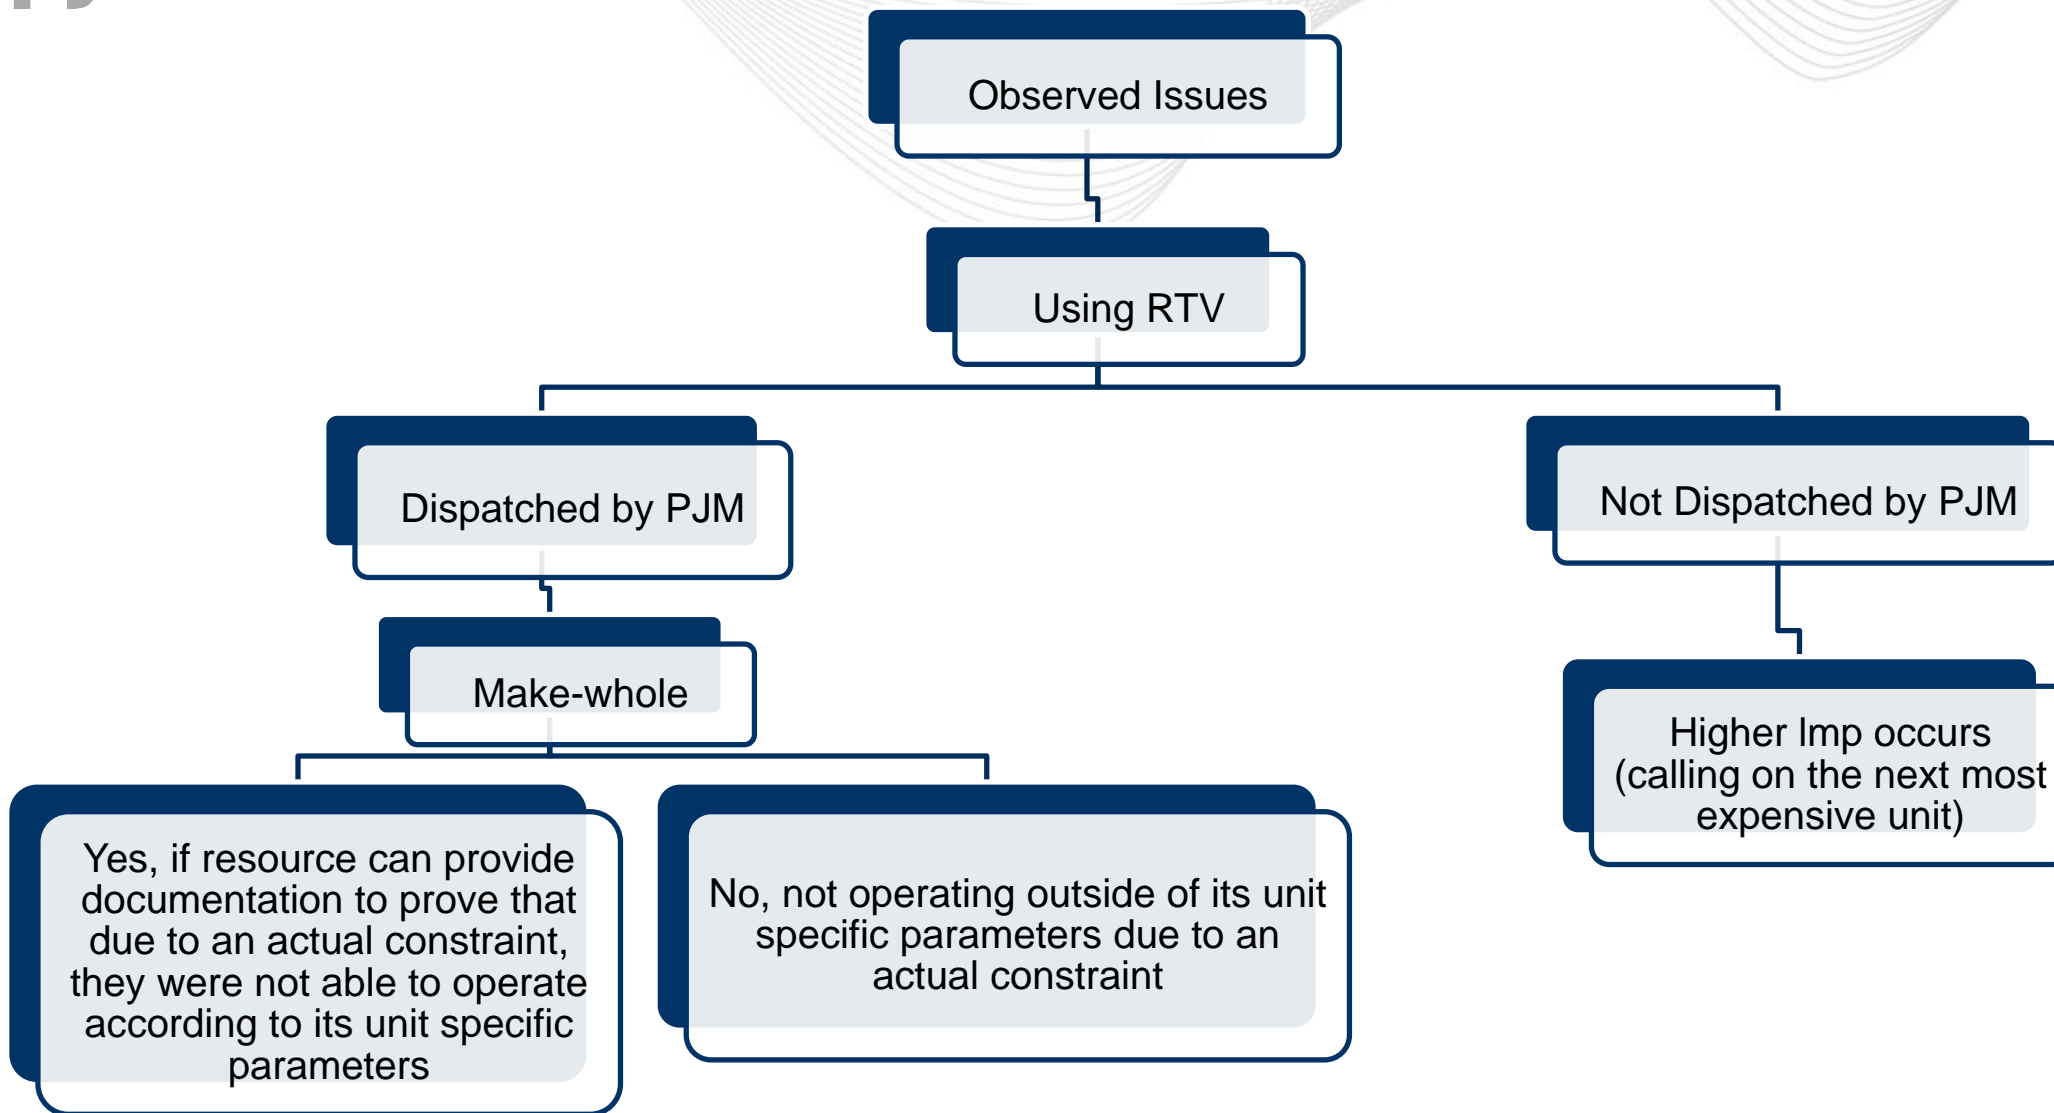 Observed Issues
Using RTV
Dispatched by PJM
Not Dispatched by PJM
Make-whole
Higher lmp occurs
(calling on the next most
expensive unit)
Yes, if resource can provide
documentation to prove that
due to an actual constraint,
they were not able to operate
according to its unit specific
parameters
No, not operating outside of its unit
specific parameters due to an
actual constraint